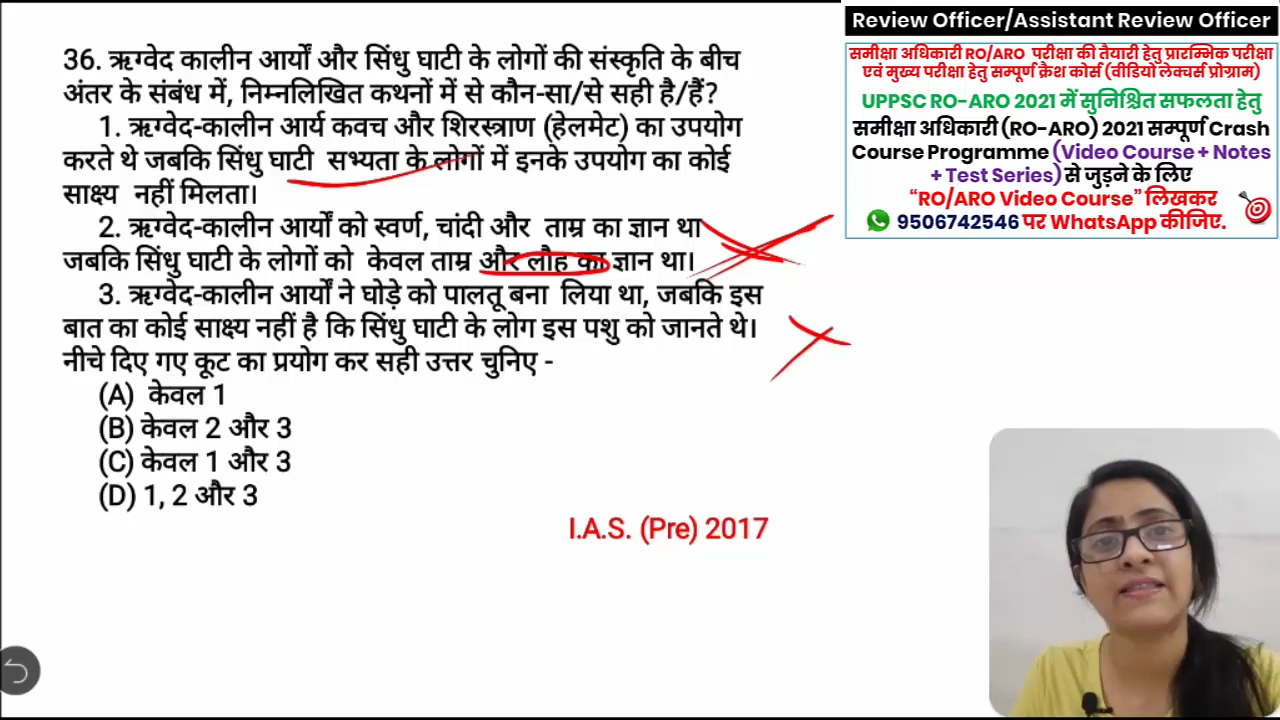 36. ऋग्वेद कालीन आर्यों और सिंधु घाटी के लोगों की संस्कृति के बीच
अंतर के संबंध में, निम्नलिखित कथनों में से कौन-सा/से सही है/हैं?
1. ऋग्वेद-कालीन आर्य कवच और शिरस्त्राण (हेलमेट) का उपयोग
करते थे जबकि सिंधु घाटी सभ्यता के लोगों में इनके उपयोग का कोई
साक्ष्य नहीं मिलता।
2. ऋग्वेद-कालीन आर्यों को स्वर्ण, चांदी और ताम्र का ज्ञान था
जबकि सिंधु घाटी के लोगों को केवल ताम्र और लौह का ज्ञान था।
3. ऋग्वेद-कालीन आर्यों ने घोड़े को पालतू बना लिया था, जबकि इस
बात का कोई साक्ष्य नहीं है कि सिंधु घाटी के लोग इस पशु को जानते थे।
नीचे दिए गए कूट का प्रयोग कर सही उत्तर चुनिए -
(A) केवल 1
(B) केवल 2 और 3
(C) केवल 1 और 3
(D) 1, 2 और 3
I.A.S. (Pre) 2017
Review Officer/Assistant Review Officer
समीक्षा अधिकारी RO/ARO परीक्षा की तैयारी हेतु प्रारम्भिक परीक्षा
एवं मुख्य परीक्षा हेतु सम्पूर्ण क्रैश कोर्स (वीडियो लेक्चर्स प्रोग्राम)
UPPSC RO-ARO 2021 में सुनिश्चित सफलता हेतु
समीक्षा अधिकारी (RO-ARO) 2021 सम्पूर्ण Crash
Course Programme (Video Course + Notes
+ Test Series) से जुड़ने के लिए
"RO/ARO Video Course" लिखकर
9506742546 पर WhatsApp कीजिए.